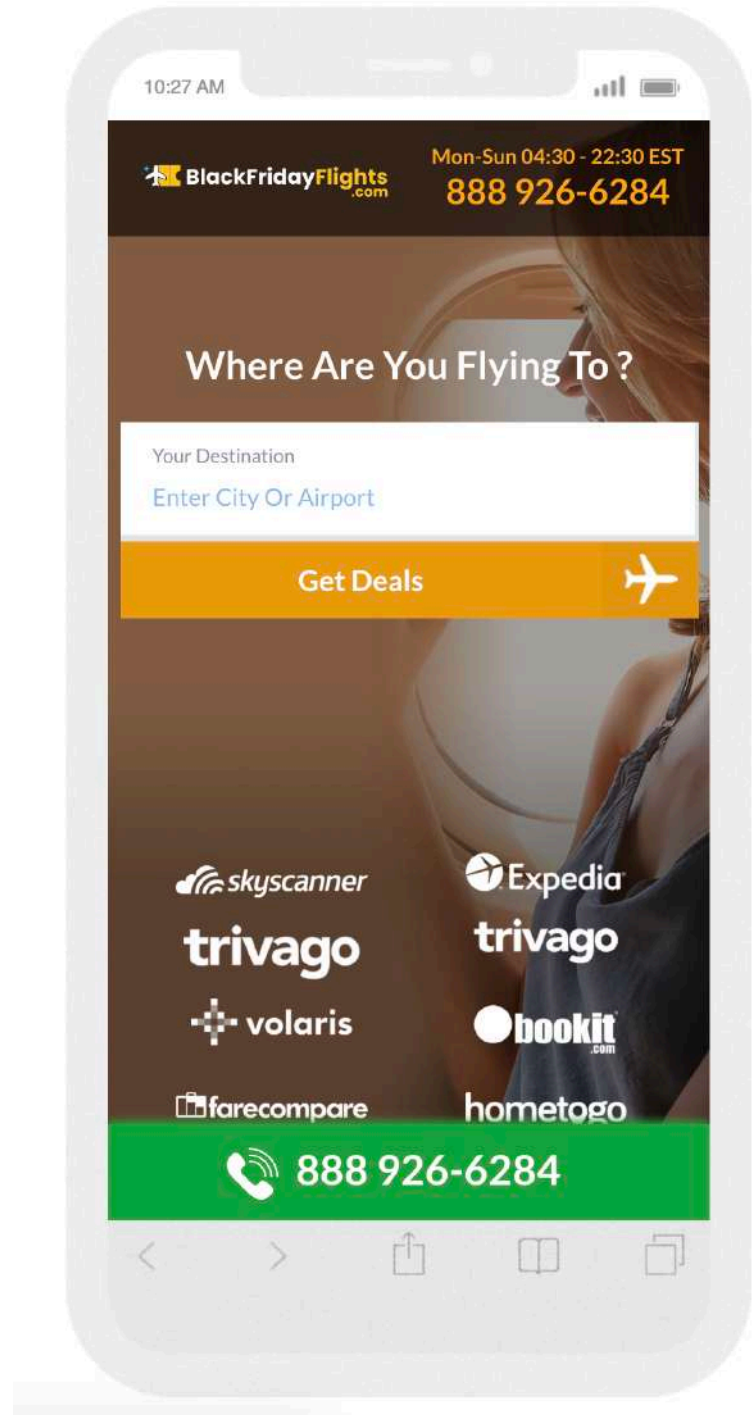 10:27 AM
BlackFridayFlights
.com
Mon-Sun 04:30 - 22:30 EST
888 926-6284
Where Are You Flying To ?
Your Destination
Enter City Or Airport
Get Deals
skyscanner
Expedia
trivago
trivago
volaris
bookit
.com
farecompare
hometogo
888 926-6284